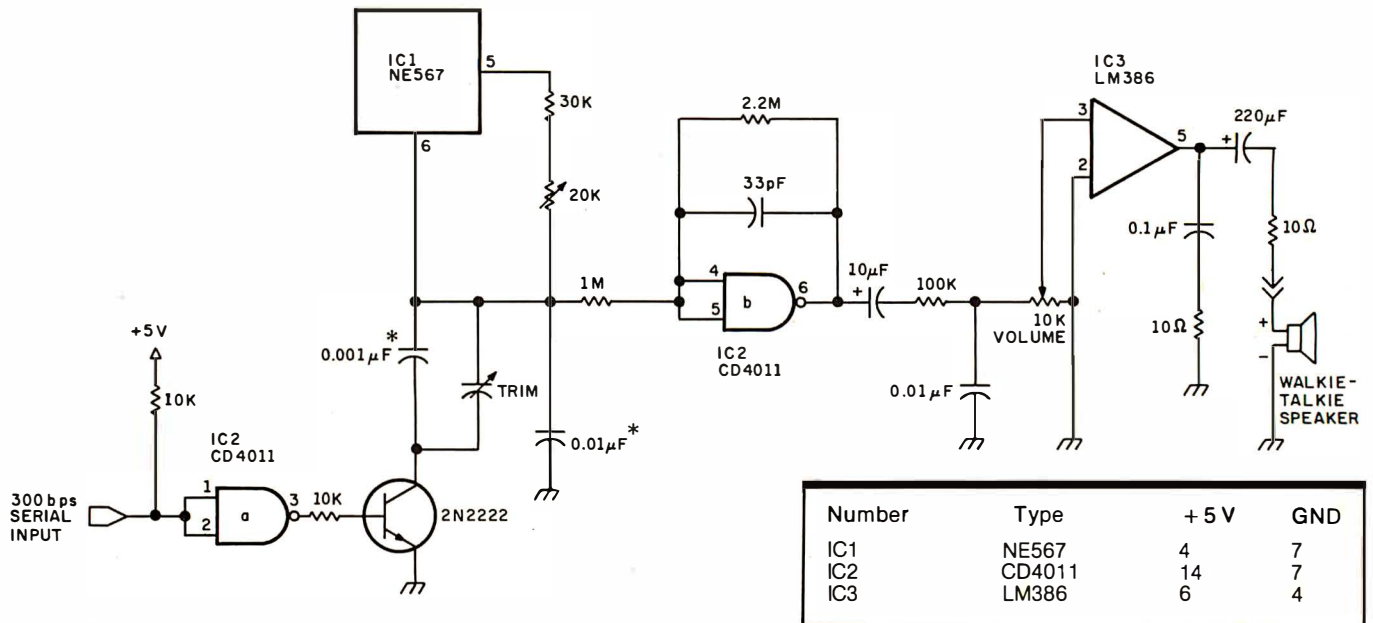 IC1
NE567
5
6
30K
20K
1M
2.2M
33pF
4
5
b
6
IC2
CD4011
10µF
+
100K
10K
VOLUME
0.01µF
IC3
LM386
3
2
5
220µF
+
0.1µF
10Ω
10Ω
+
-
WALKIE-
TALKIE
SPEAKER
0.001µF*
TRIM
0.01µF*
+5V
10K
IC2
CD4011
300bps
SERIAL
INPUT
1
2
a
3
10K
2N2222
Number Type +5V GND
IC1 NE567 4 7
IC2 CD4011 14 7
IC3 LM386 6 4